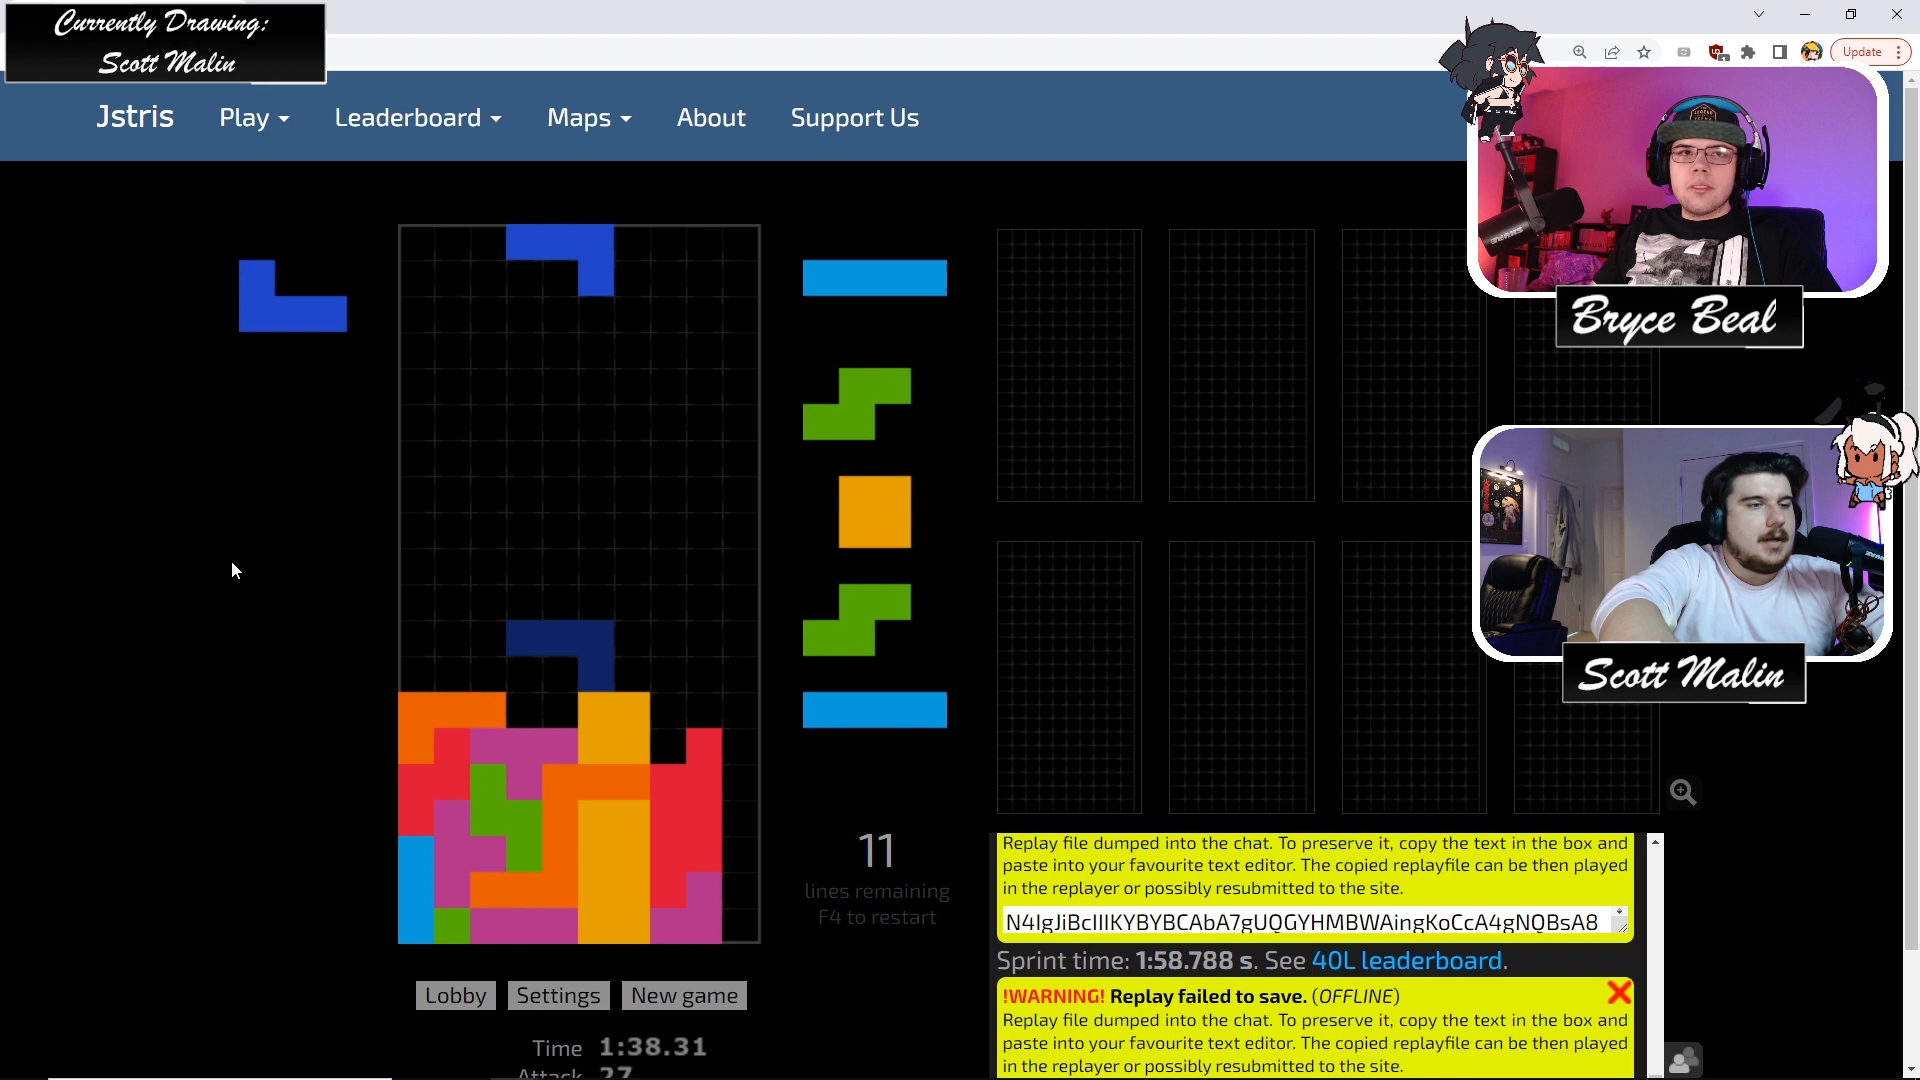 Currently Drawing:
Scott Malin
Update
Jstris
Play
Leaderboard
Maps
About
Support Us
Bryce Beal
Scott Malin
11
lines remaining
F4 to restart
Replay file dumped into the chat. To preserve it, copy the text in the box and
paste into your favourite text editor. The copied replayfile can be then played
in the replayer or possibly resubmitted to the site.
Sprint time: 1:58.788 s. See 40L leaderboard.
!WARNING! Replay failed to save. (OFFLINE)
Replay file dumped into the chat. To preserve it, copy the text in the box and
paste into your favourite text editor. The copied replayfile can be then played
in the replayer or possibly resubmitted to the site.
Lobby
Settings
New game
Time 1:38.31
Attack 27